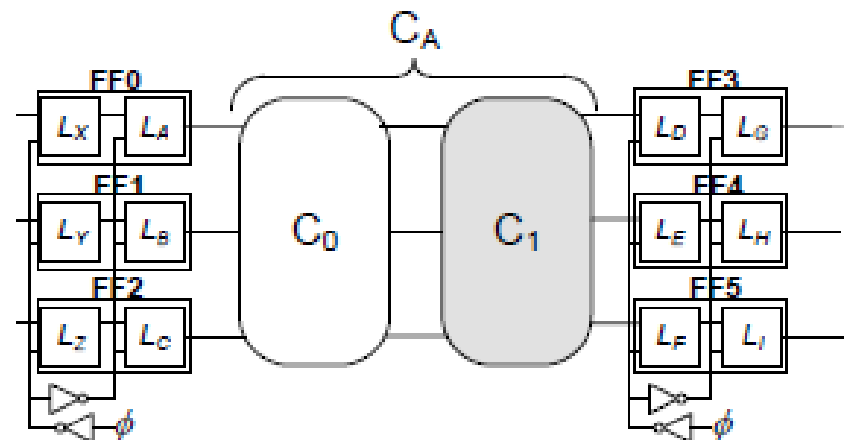 C_A
FF0 FF3
L_X L_A L_D L_G
FF1 FF4
L_Y L_B C_0 C_1 L_E L_H
FF2 FF5
L_Z L_C L_F L_I
ϕ ϕ